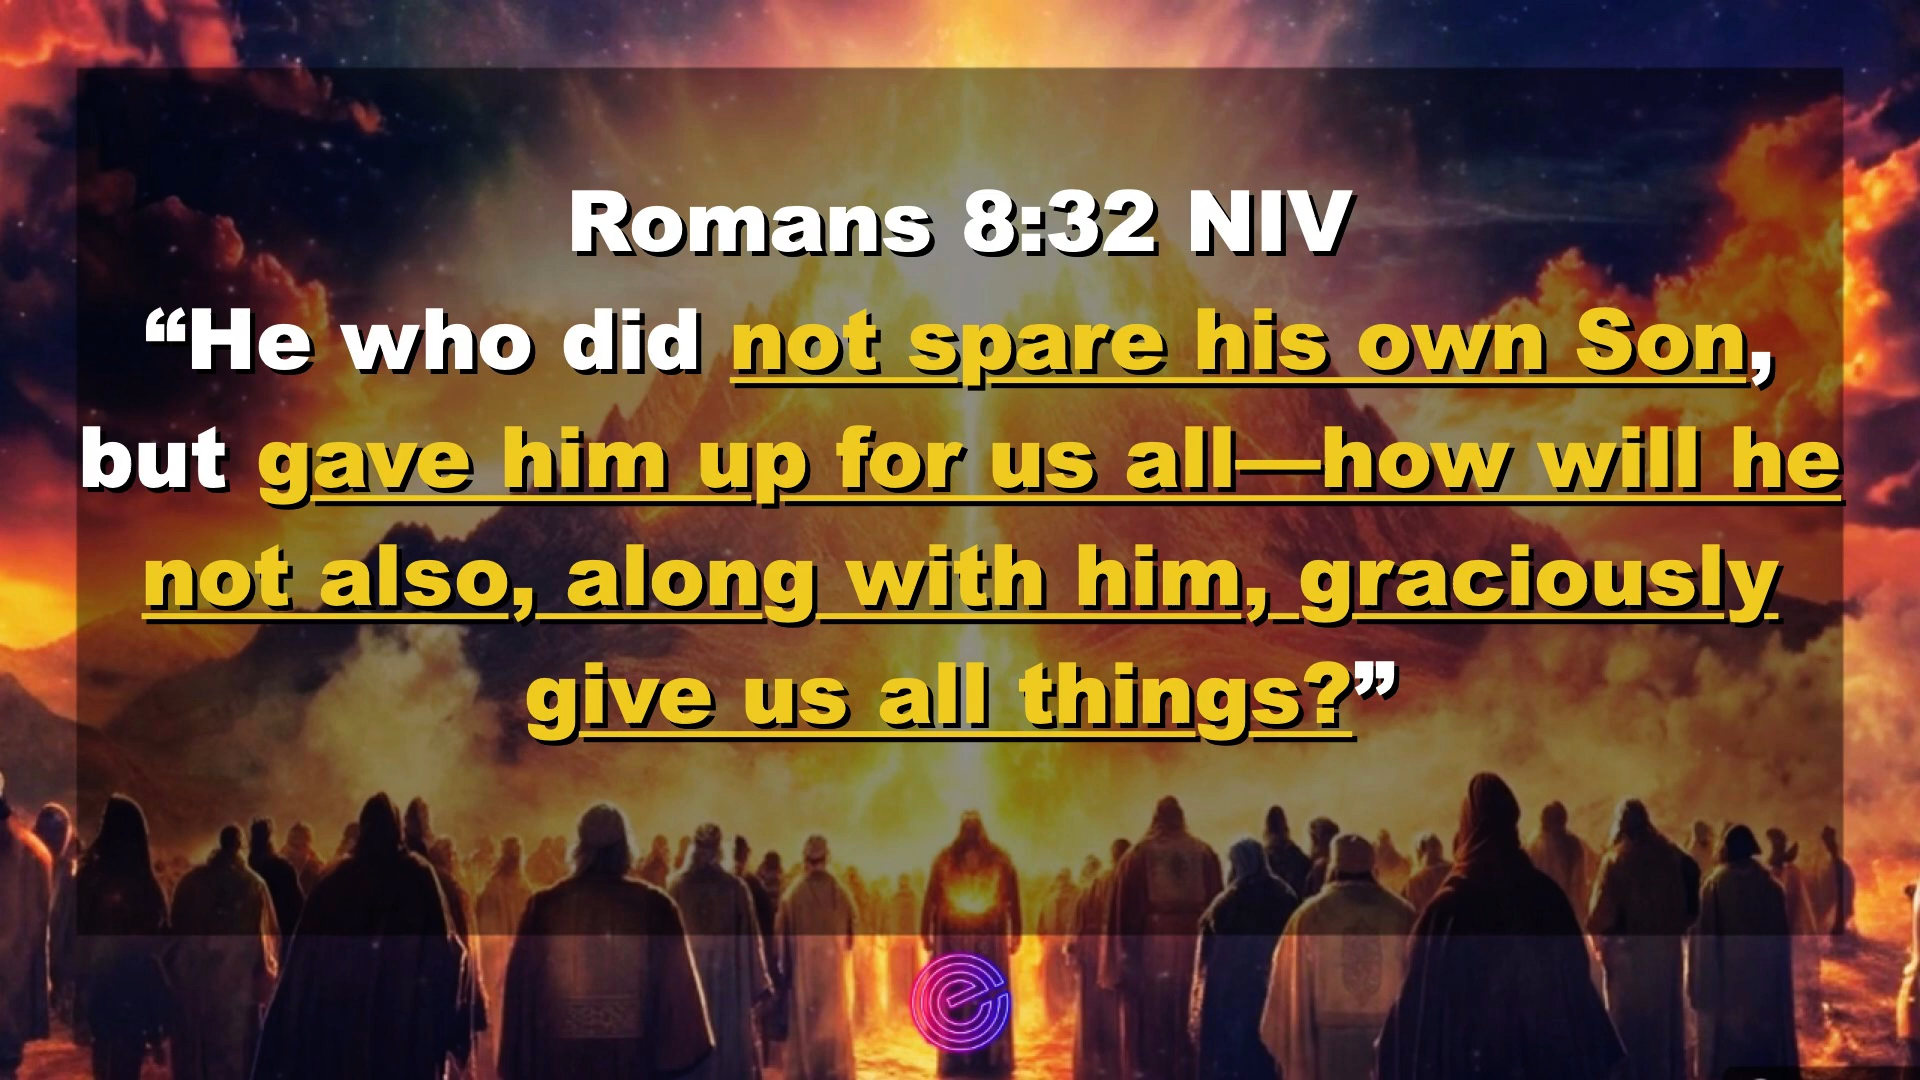 Romans 8:32 NIV
“He who did not spare his own Son,
but gave him up for us all—how will he
not also, along with him, graciously
give us all things?”